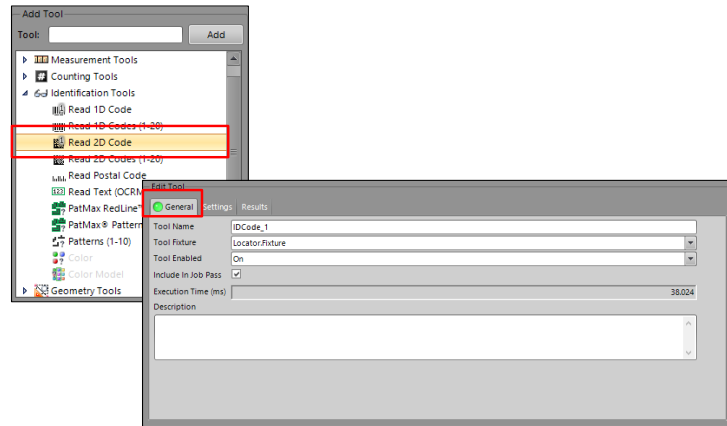 Add Tool
Tool:
Add
Measurement Tools
# Counting Tools
Identification Tools
Read 1D Code
Read 1D Codes (1-20)
Read 2D Code
Read 2D Codes (1-20)
Read Postal Code
Read Text (OCRM
PatMax RedLine™
PatMax® Pattern
Patterns (1-10)
Color
Color Model
Geometry Tools
Edit Tool
General Settings Results
Tool Name IDCode_1
Tool Fixture Locator.Fixture
Tool Enabled On
Include In Job Pass
Execution Time (ms) 38.024
Description